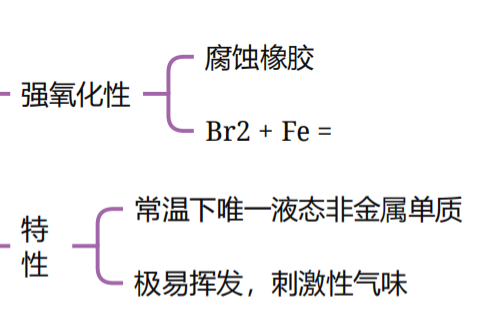 强氧化性
腐蚀橡胶
Br2 + Fe =
特
性
常温下唯一液态非金属单质
极易挥发，刺激性气味